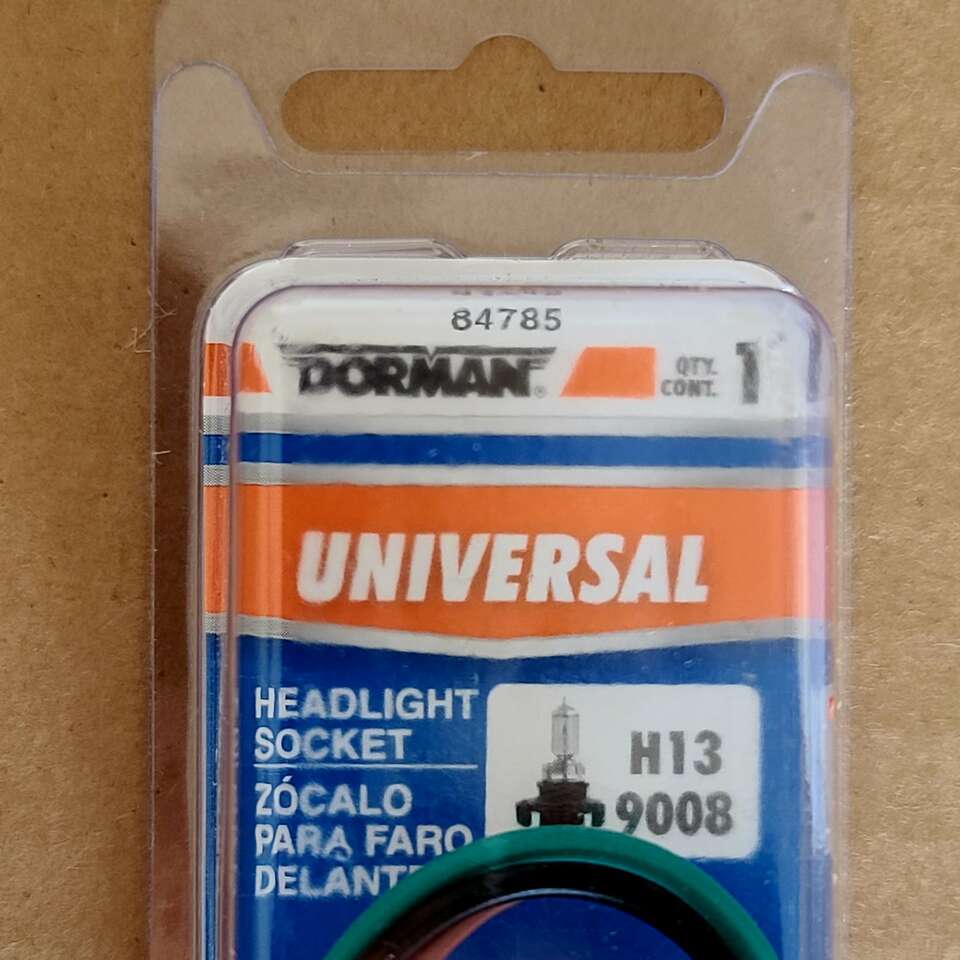 84785
DORMAN®
QTY.
CONT. 1
UNIVERSAL
HEADLIGHT
SOCKET
ZÓCALO
PARA FARO
H13
9008